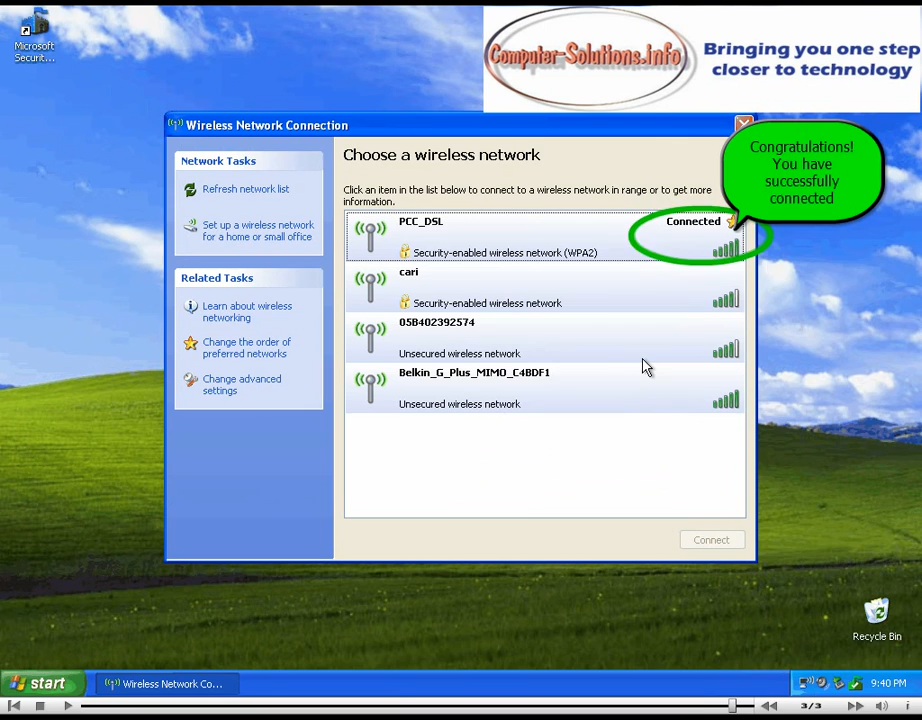 Microsoft
Securit...
Computer-Solutions.info
Bringing you one step
closer to technology
Wireless Network Connection
Congratulations!
You have
successfully
connected
Network Tasks
Refresh network list
Set up a wireless network
for a home or small office
Related Tasks
Learn about wireless
networking
Change the order of
preferred networks
Change advanced
settings
Choose a wireless network
Click an item in the list below to connect to a wireless network in range or to get more
information.
PCC_DSL
Connected
Security-enabled wireless network (WPA2)
cari
Security-enabled wireless network
05B402392574
Unsecured wireless network
Belkin_G_Plus_MIMO_C4BDF1
Unsecured wireless network
Connect
Recycle Bin
start
Wireless Network Co...
9:40 PM
3/3